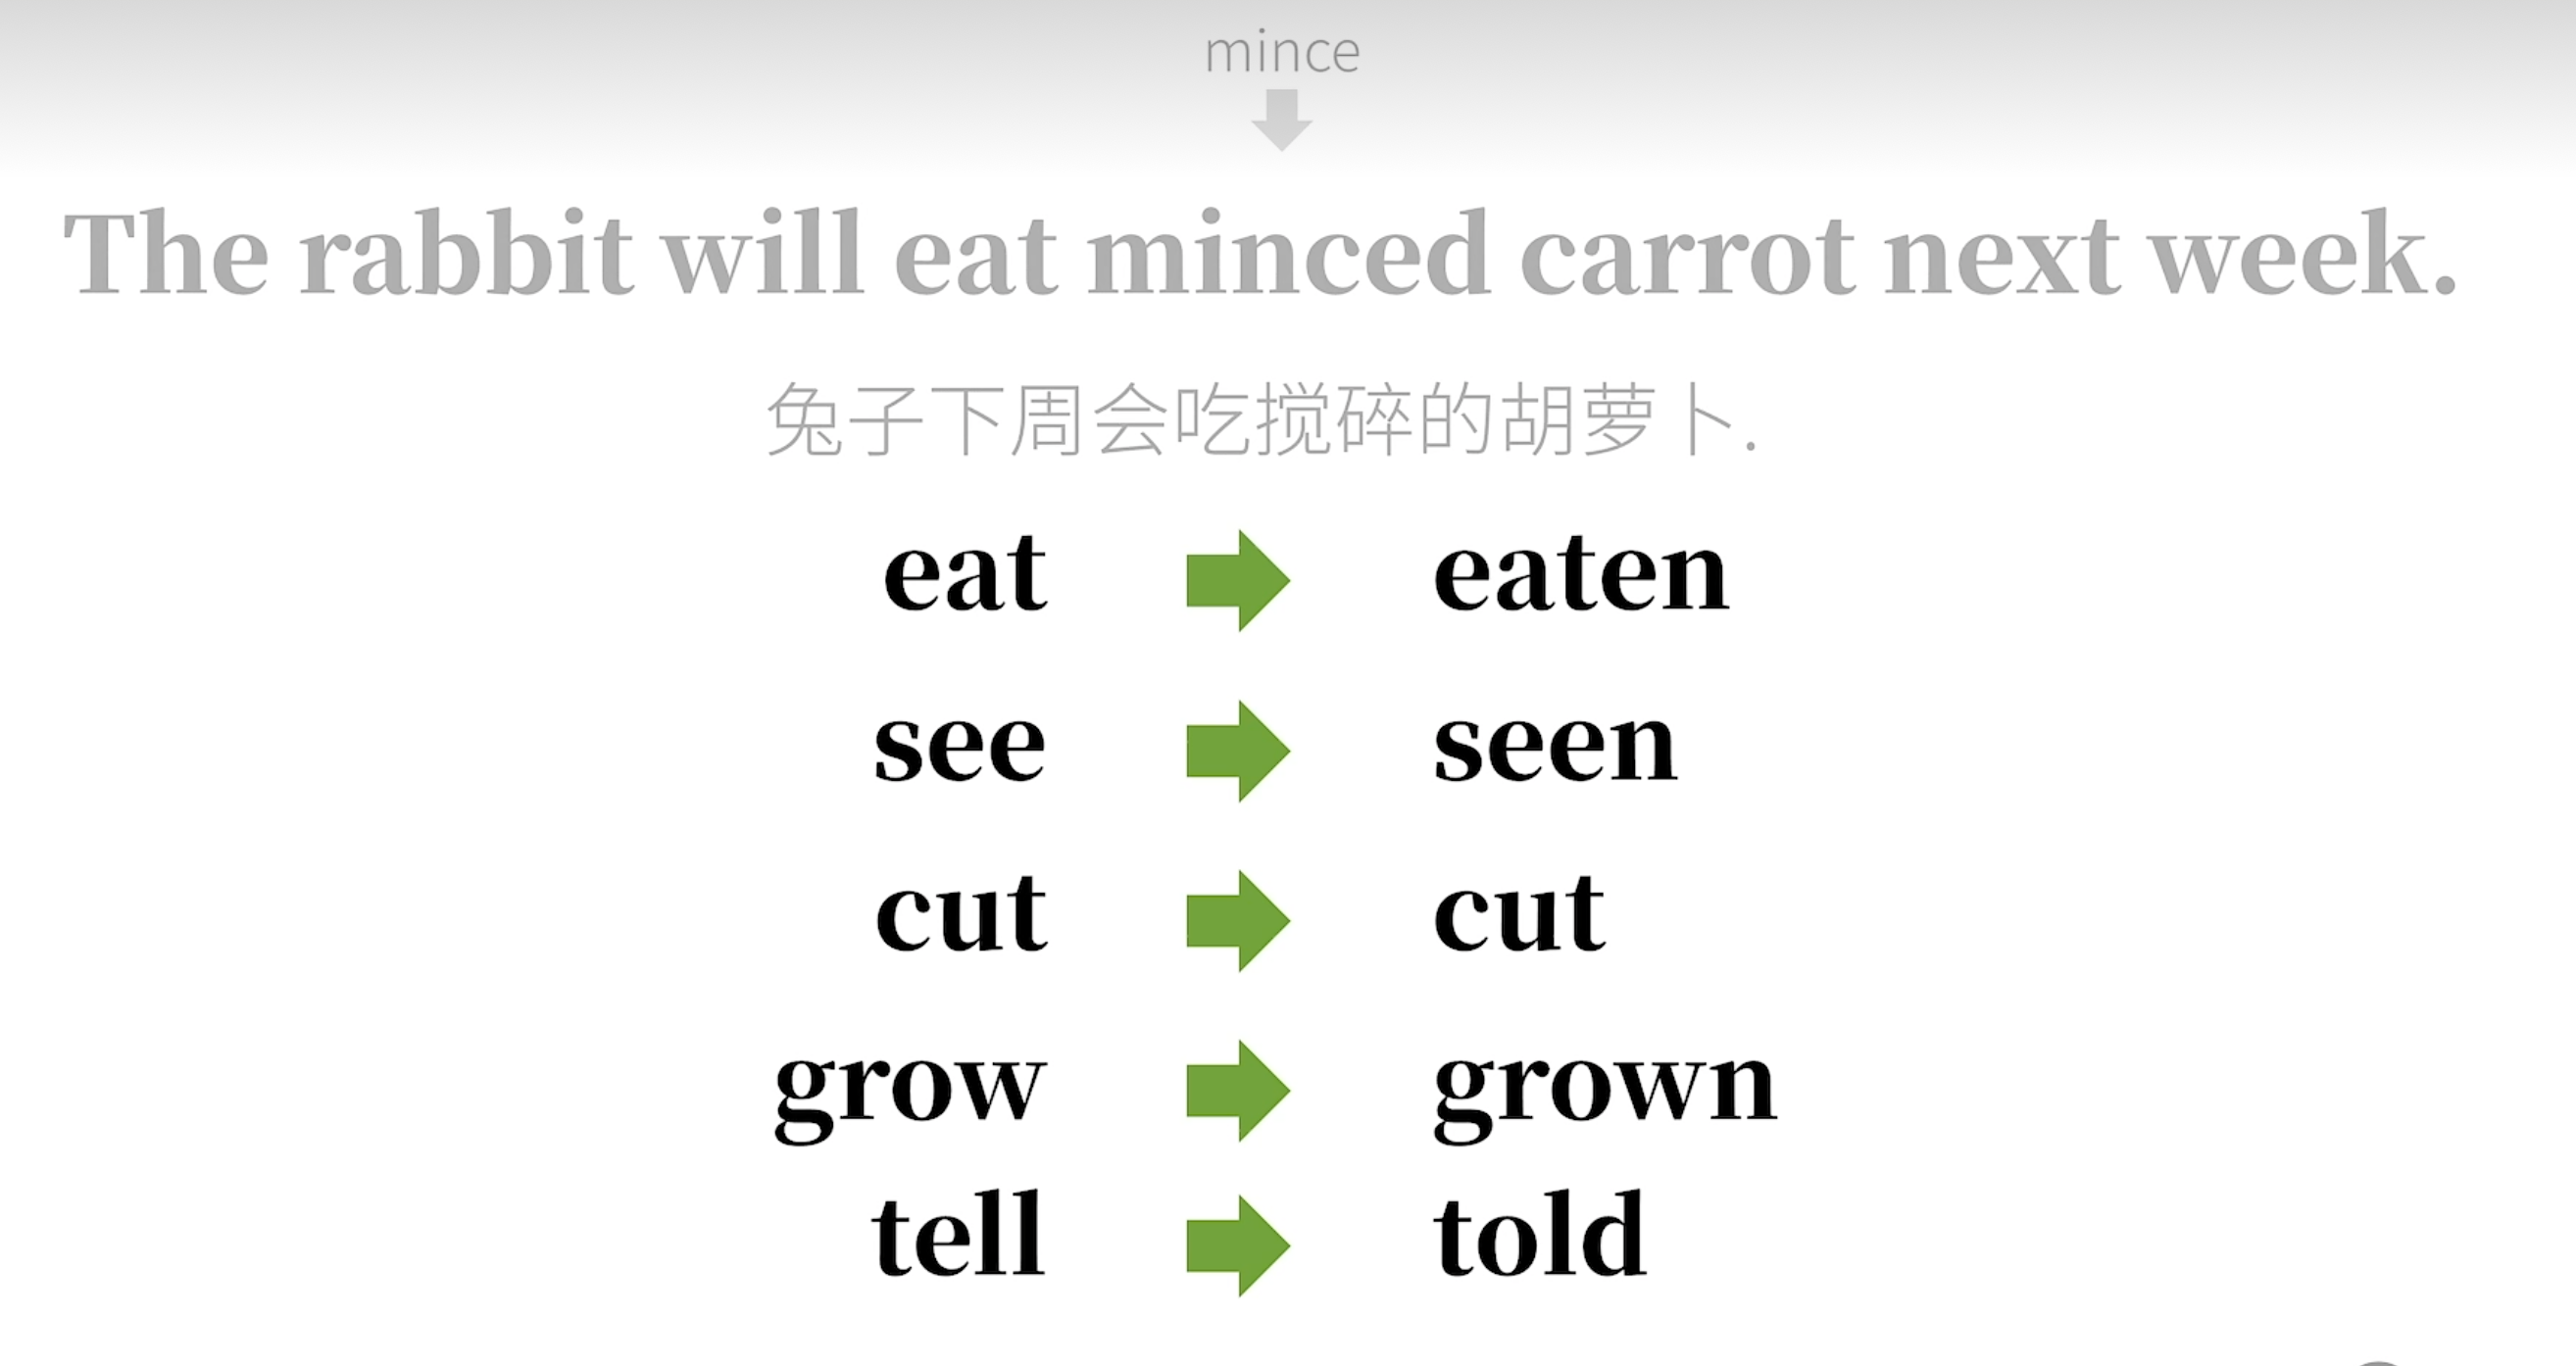 mince
The rabbit will eat minced carrot next week.
兔子下周会吃搅碎的胡萝卜.
eat eaten
see seen
cut cut
grow grown
tell told